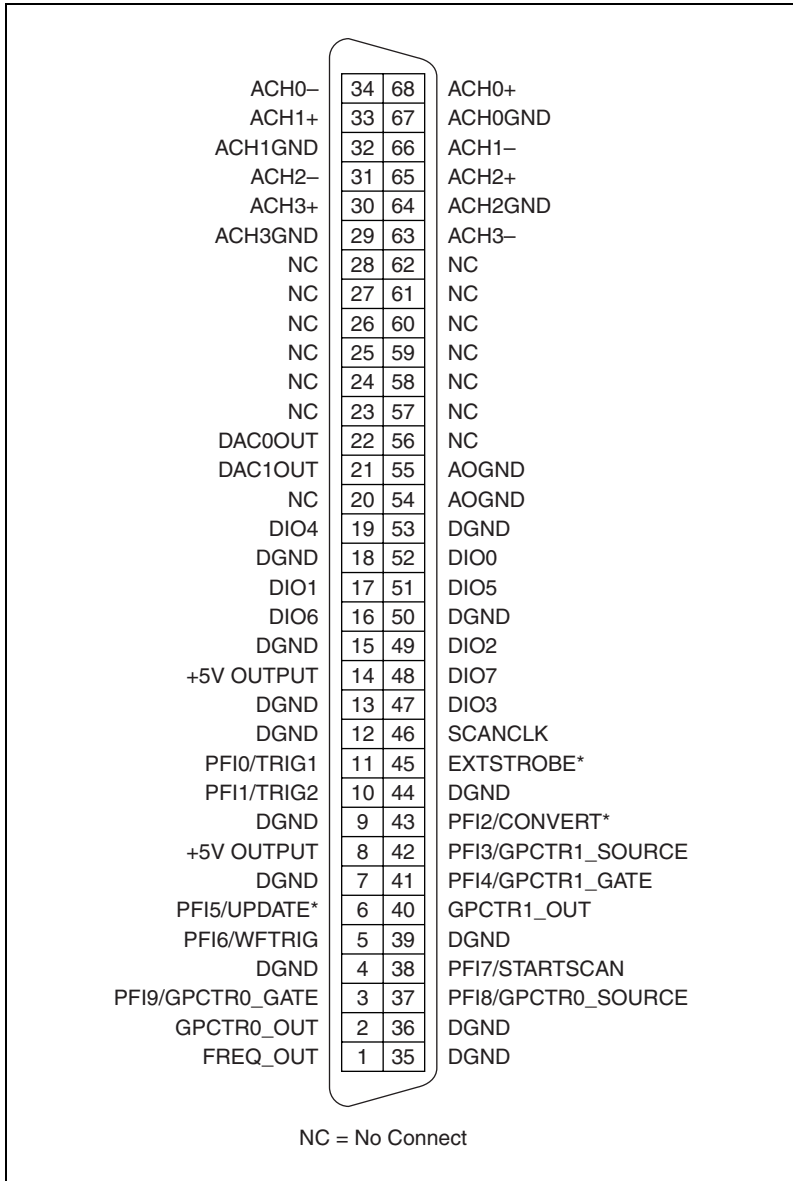 ACH0– 34 68 ACH0+
ACH1+ 33 67 ACH0GND
ACH1GND 32 66 ACH1–
ACH2– 31 65 ACH2+
ACH3+ 30 64 ACH2GND
ACH3GND 29 63 ACH3–
NC 28 62 NC
NC 27 61 NC
NC 26 60 NC
NC 25 59 NC
NC 24 58 NC
NC 23 57 NC
DAC0OUT 22 56 NC
DAC1OUT 21 55 AOGND
NC 20 54 AOGND
DIO4 19 53 DGND
DGND 18 52 DIO0
DIO1 17 51 DIO5
DIO6 16 50 DGND
DGND 15 49 DIO2
+5V OUTPUT 14 48 DIO7
DGND 13 47 DIO3
DGND 12 46 SCANCLK
PFI0/TRIG1 11 45 EXTSTROBE*
PFI1/TRIG2 10 44 DGND
DGND 9 43 PFI2/CONVERT*
+5V OUTPUT 8 42 PFI3/GPCTR1_SOURCE
DGND 7 41 PFI4/GPCTR1_GATE
PFI5/UPDATE* 6 40 GPCTR1_OUT
PFI6/WFTRIG 5 39 DGND
DGND 4 38 PFI7/STARTSCAN
PFI9/GPCTR0_GATE 3 37 PFI8/GPCTR0_SOURCE
GPCTR0_OUT 2 36 DGND
FREQ_OUT 1 35 DGND
NC = No Connect